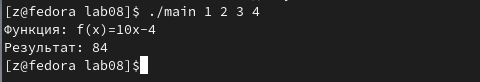 [z@fedora lab08]$ ./main 1 2 3 4
Функция: f(x)=10x-4
Результат: 84
[z@fedora lab08]$